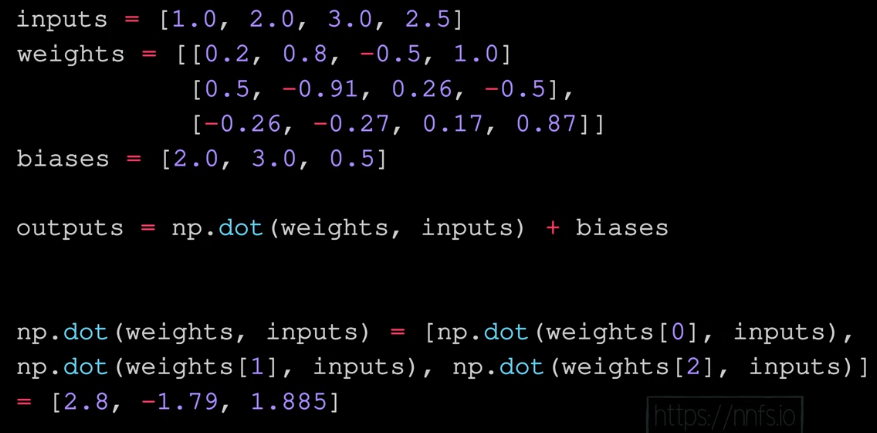 inputs = [1.0, 2.0, 3.0, 2.5]
weights = [[0.2, 0.8, -0.5, 1.0]
[0.5, -0.91, 0.26, -0.5],
[-0.26, -0.27, 0.17, 0.87]]
biases = [2.0, 3.0, 0.5]
outputs = np.dot(weights, inputs) + biases
np.dot(weights, inputs) = [np.dot(weights[0], inputs),
np.dot(weights[1], inputs), np.dot(weights[2], inputs)]
= [2.8, -1.79, 1.885]
https://nnfs.io